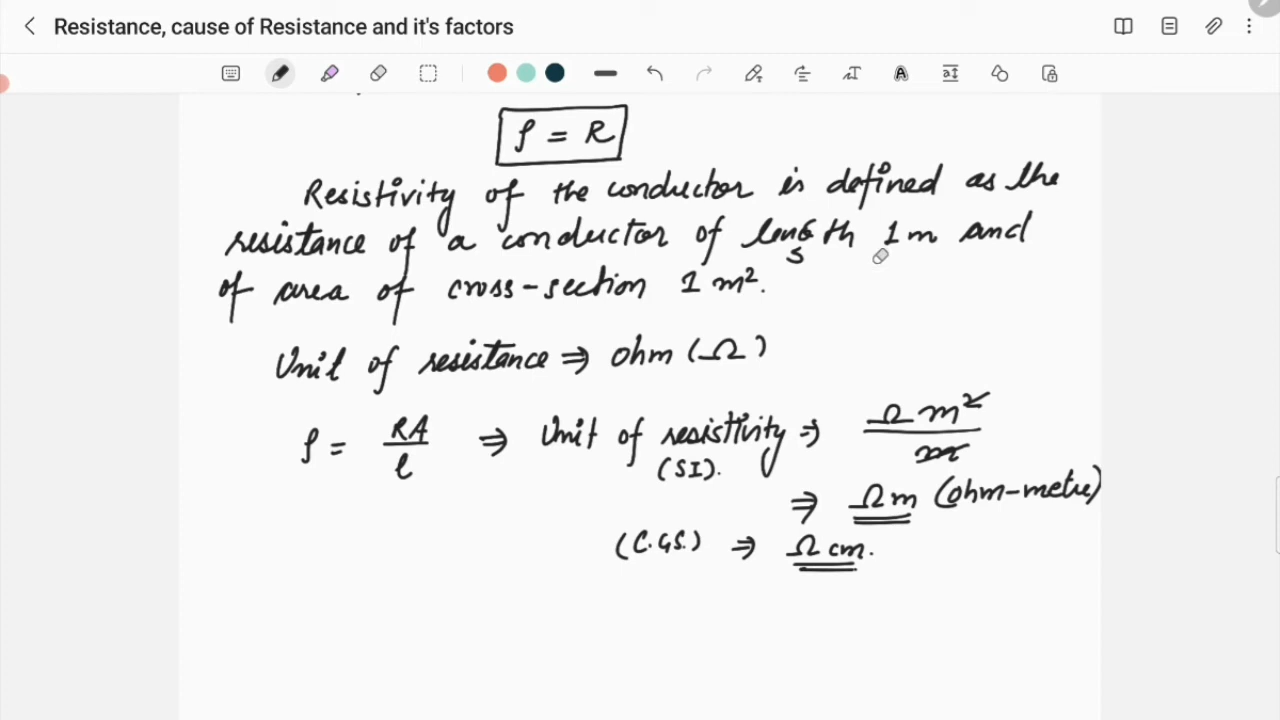 Resistance, cause of Resistance and it's factors
ρ = R
Resistivity of the conductor is defined as the
resistance of a conductor of length 1m and
of area of cross-section 1 m².
Unit of resistance ⇒ ohm (Ω)
ρ = RA/l ⇒ Unit of resisttivity ⇒ Ω m²/m
(SI).
⇒ Ωm (ohm-metre)
(C.G.S.) ⇒ Ω cm.